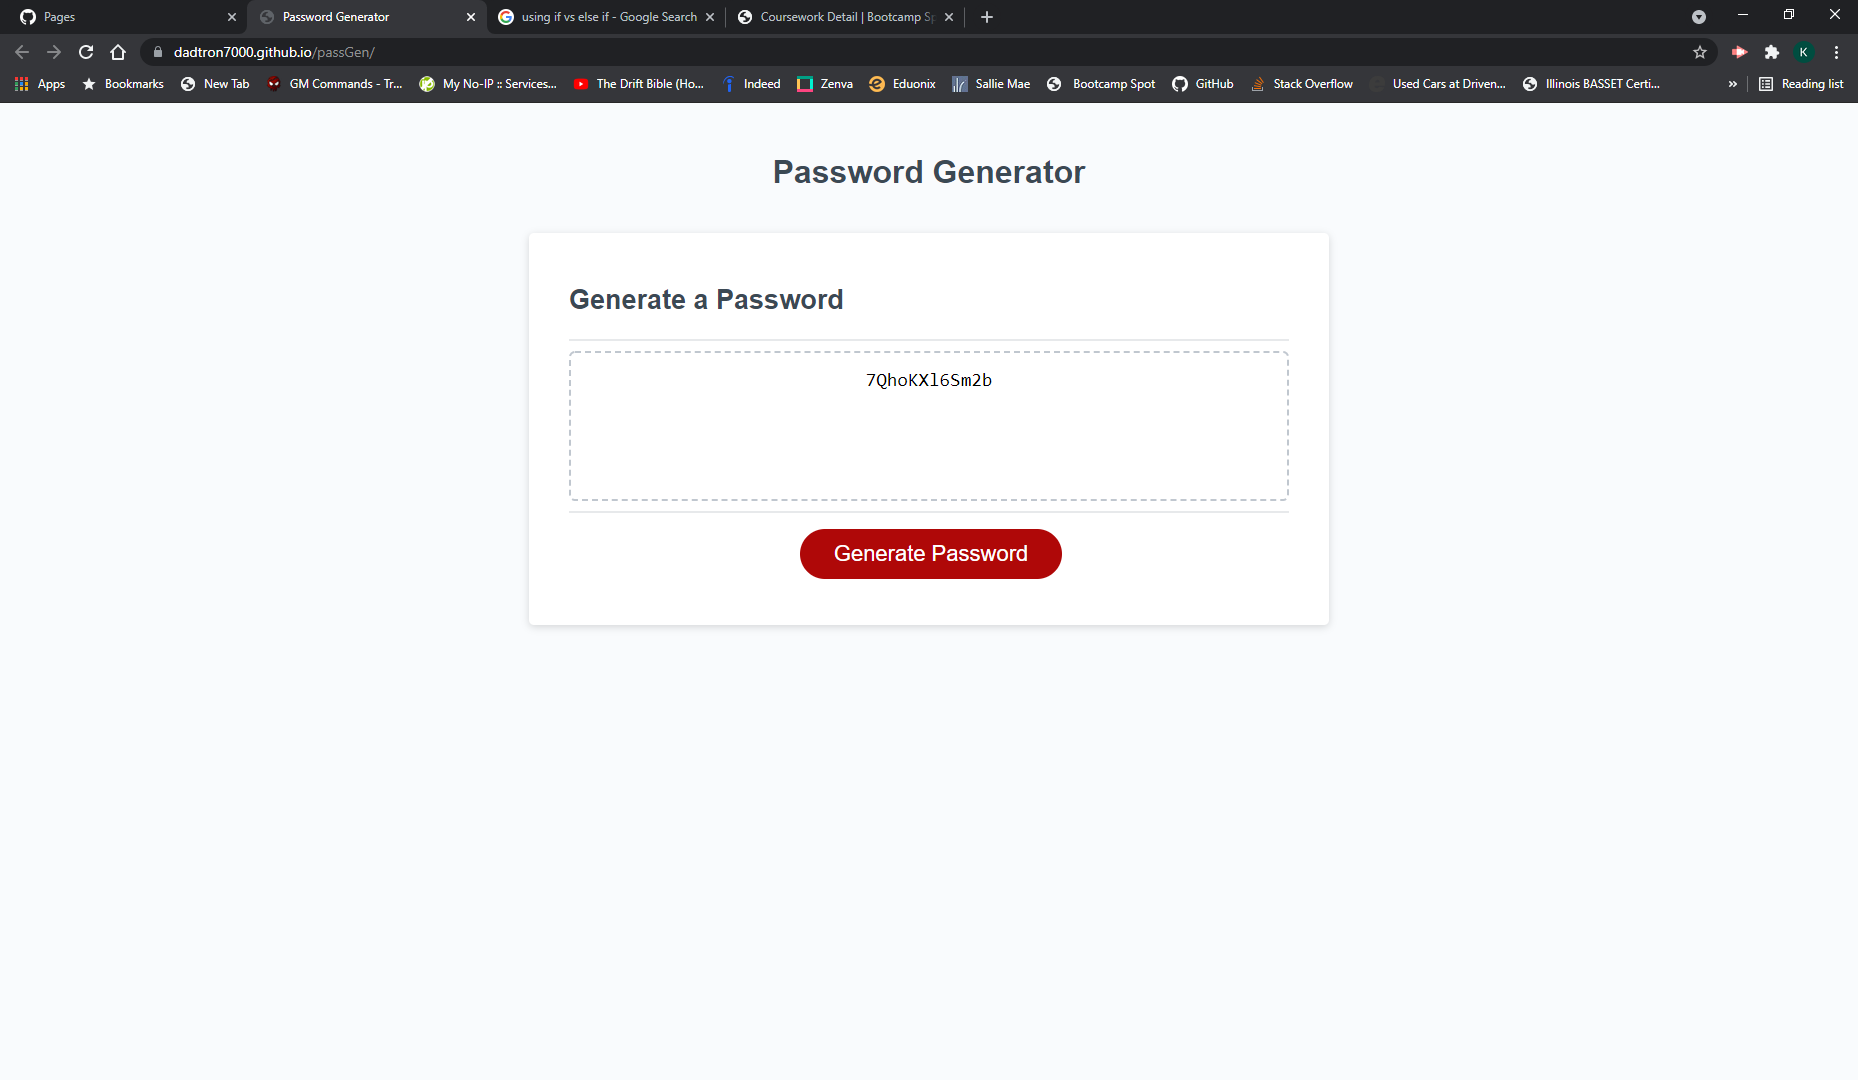 Pages
Password Generator
using if vs else if - Google Search
Coursework Detail | Bootcamp Sp
dadtron7000.github.io/passGen/
K
Apps
Bookmarks
New Tab
GM Commands - Tr...
My No-IP :: Services...
The Drift Bible (Ho...
Indeed
Zenva
Eduonix
Sallie Mae
Bootcamp Spot
GitHub
Stack Overflow
Used Cars at Driven...
Illinois BASSET Certi...
»
Reading list
Password Generator
Generate a Password
7QhoKXl6Sm2b
Generate Password